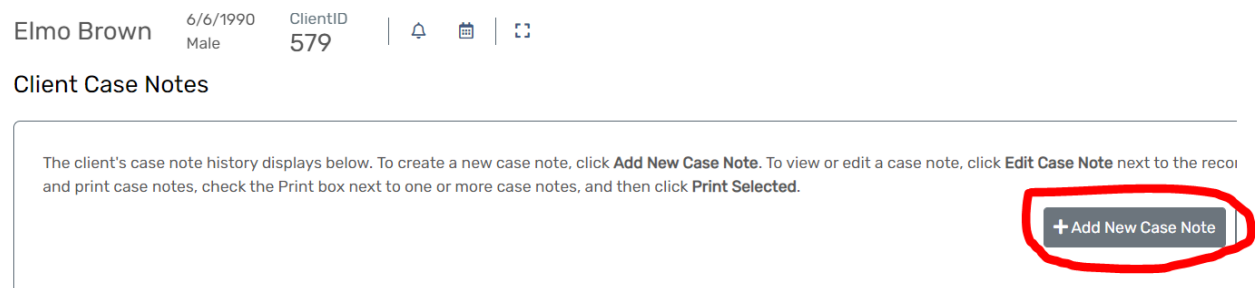 Elmo Brown 6/6/1990 ClientID
Male 579
Client Case Notes
The client's case note history displays below. To create a new case note, click Add New Case Note. To view or edit a case note, click Edit Case Note next to the
and print case notes, check the Print box next to one or more case notes, and then click Print Selected.
+ Add New Case Note